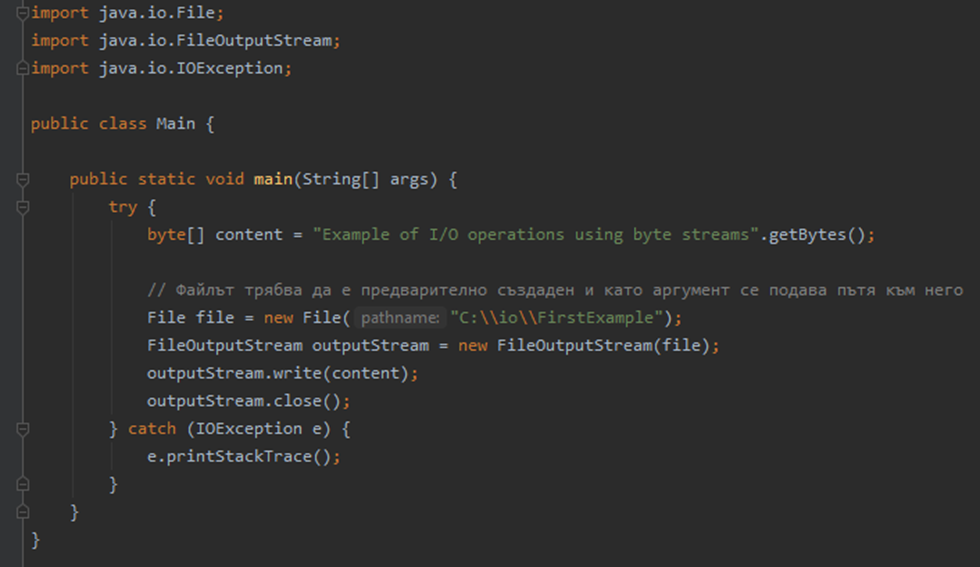 import java.io.File;
import java.io.FileOutputStream;
import java.io.IOException;
public class Main {
public static void main(String[] args) {
try {
byte[] content = "Example of I/O operations using byte streams".getBytes();
// Файлът трябва да е предварително създаден и като аргумент се подава пътя към него
File file = new File( pathname: "C:\\io\\FirstExample");
FileOutputStream outputStream = new FileOutputStream(file);
outputStream.write(content);
outputStream.close();
} catch (IOException e) {
e.printStackTrace();
}
}
}